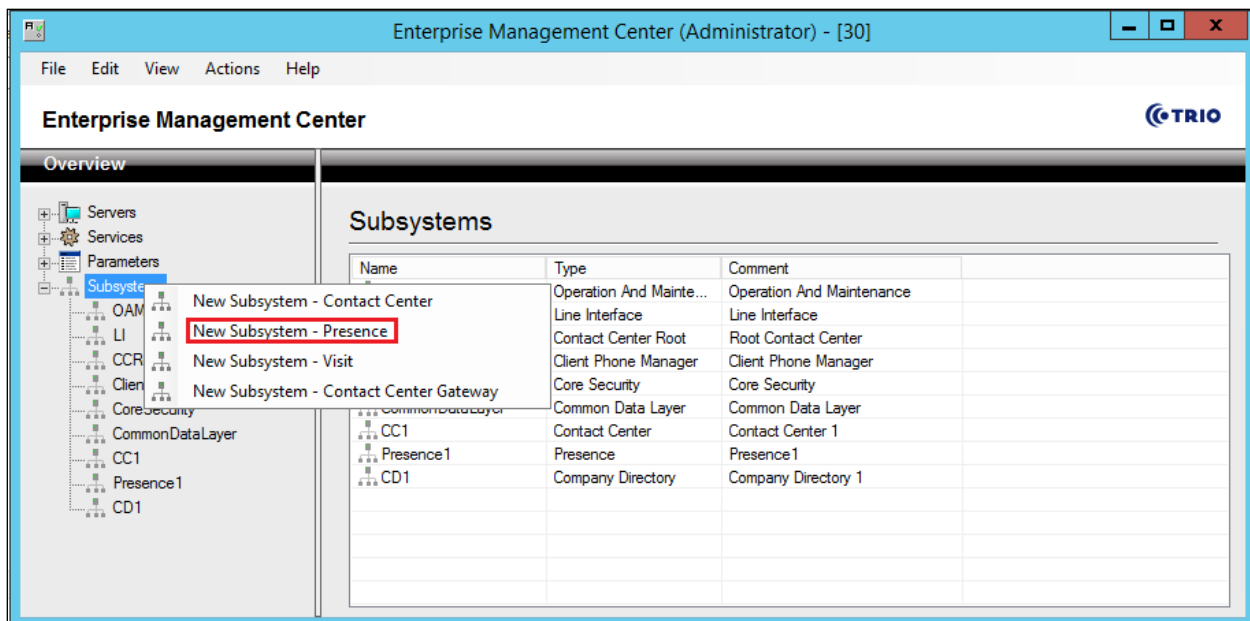 Enterprise Management Center (Administrator) - [30]
File Edit View Actions Help
Enterprise Management Center
TRIO
Overview
Servers
Services
Parameters
Subsystems
OAM
LI
CCR
Clien
CoreSecurity
CommonDataLayer
CC1
Presence1
CD1
New Subsystem - Contact Center
New Subsystem - Presence
New Subsystem - Visit
New Subsystem - Contact Center Gateway
Subsystems
Name Type Comment
Operation And Mainte... Operation And Maintenance
Line Interface Line Interface
Contact Center Root Root Contact Center
Client Phone Manager Client Phone Manager
Core Security Core Security
CommonDataLayer Common Data Layer Common Data Layer
CC1 Contact Center Contact Center 1
Presence1 Presence Presence1
CD1 Company Directory Company Directory 1